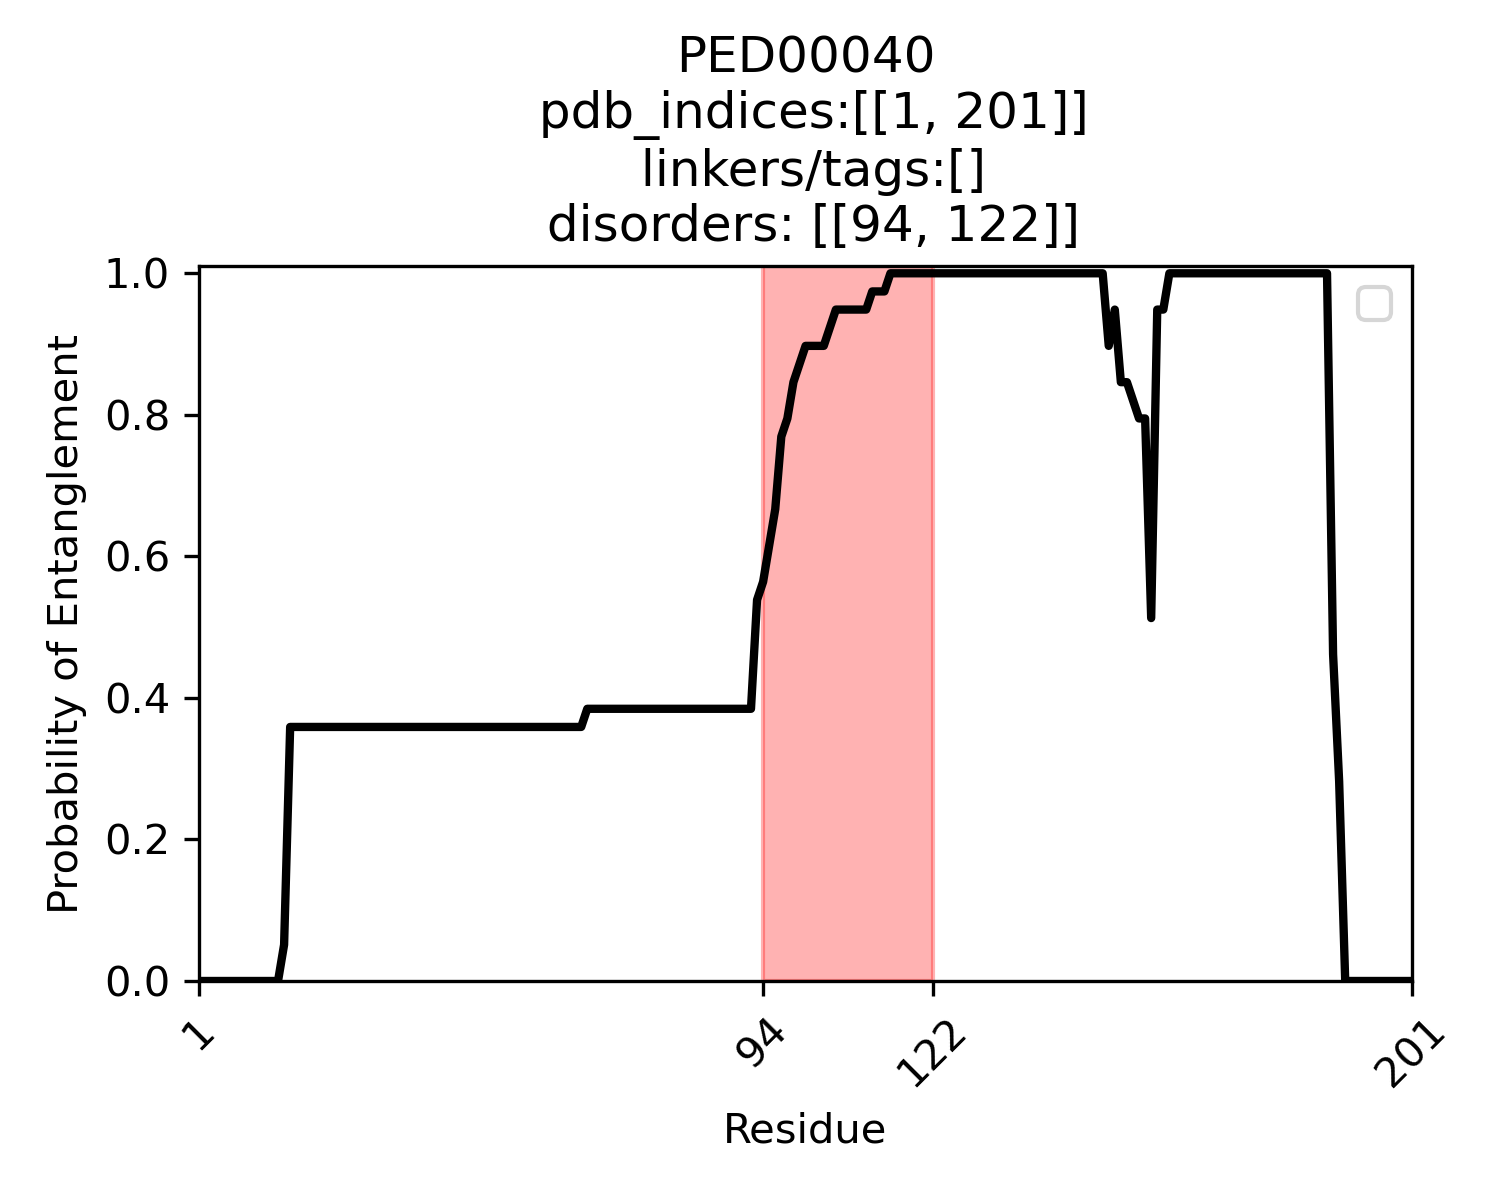 PED00040
pdb_indices:[[1, 201]]
linkers/tags:[]
disorders: [[94, 122]]
1.0
0.8
0.6
0.4
0.2
0.0
Probability of Entanglement
1
94
122
201
Residue